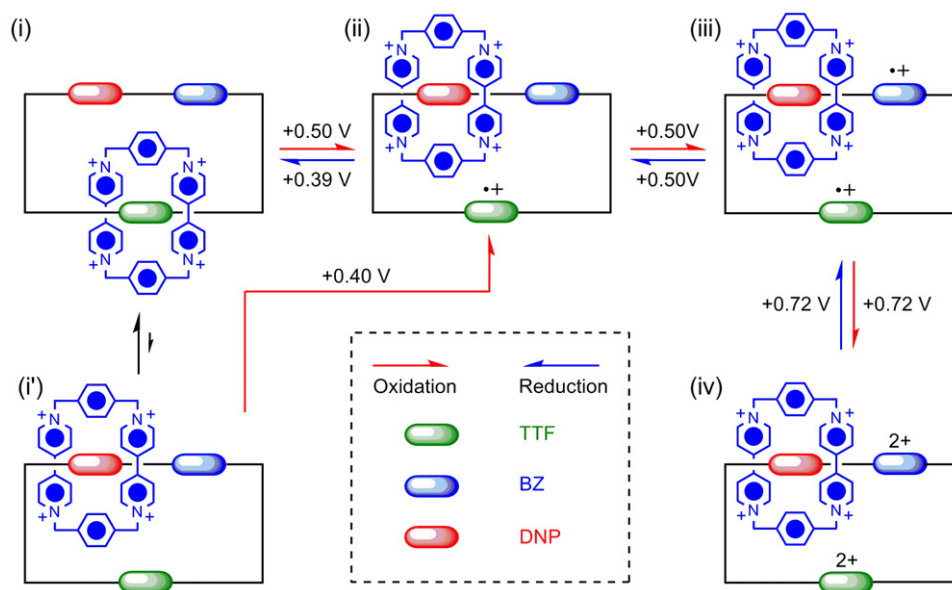 (i)
(ii)
(iii)
•+
+0.50 V
+0.39 V
+0.50V
+0.50V
•+
•+
N+ N+
N+ N+
N+ N+
N+ N+
N+ N+
N+ N+
+0.40 V
+0.72 V
+0.72 V
(i')
Oxidation
Reduction
TTF
BZ
DNP
(iv)
2+
2+
N+ N+
N+ N+
N+ N+
N+ N+